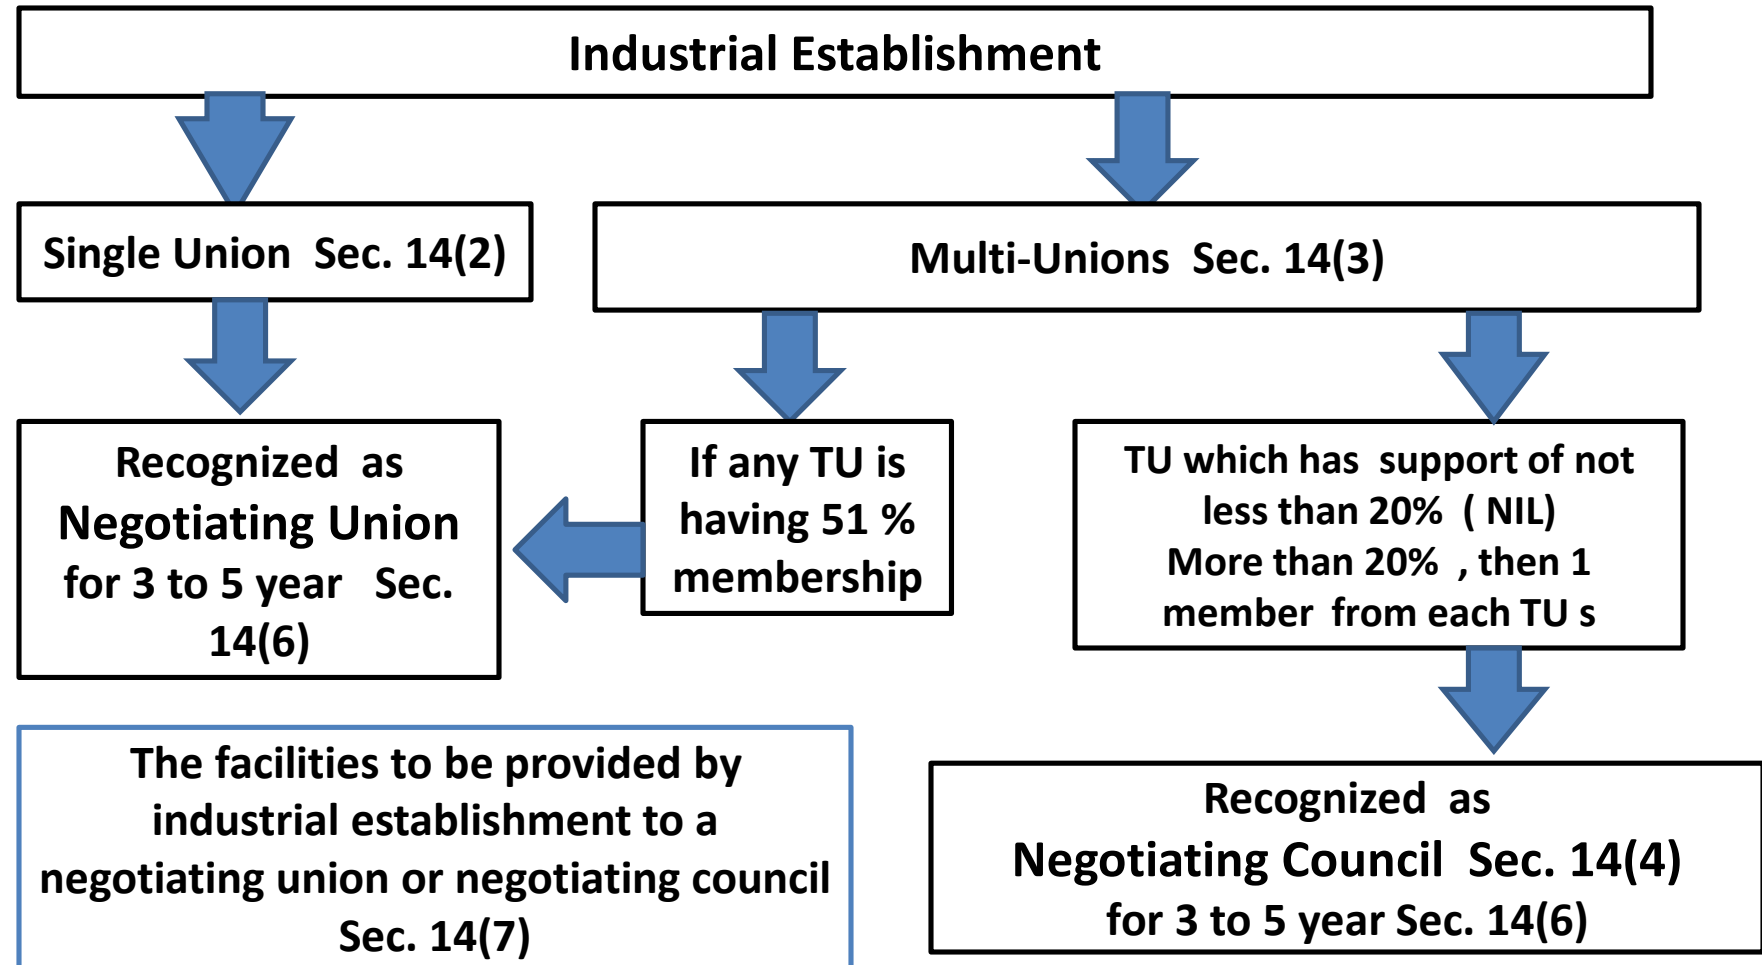 Industrial Establishment
Single Union Sec. 14(2)
Multi-Unions Sec. 14(3)
Recognized as
Negotiating Union
for 3 to 5 year Sec.
14(6)
If any TU is
having 51 %
membership
TU which has support of not
less than 20% ( NIL)
More than 20% , then 1
member from each TU s
The facilities to be provided by
industrial establishment to a
negotiating union or negotiating council
Sec. 14(7)
Recognized as
Negotiating Council Sec. 14(4)
for 3 to 5 year Sec. 14(6)